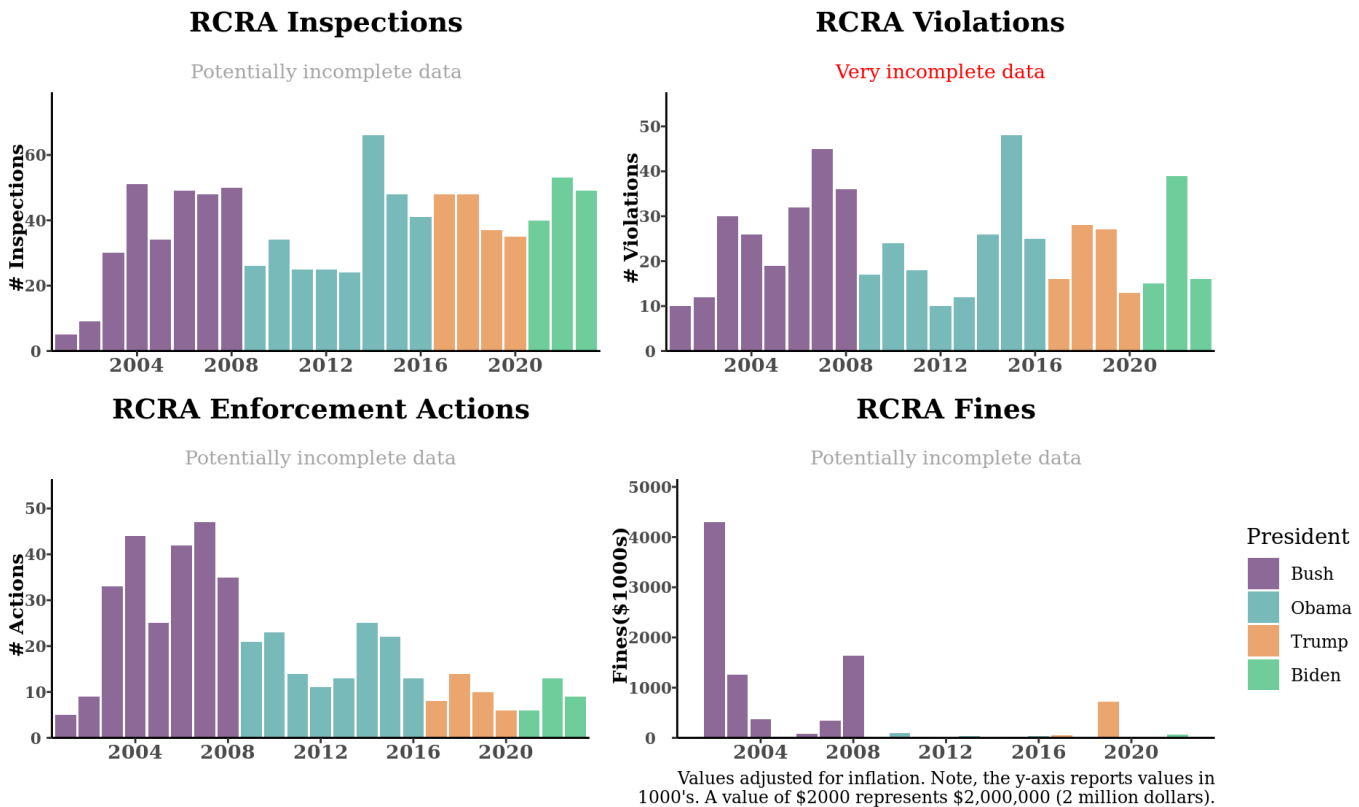 RCRA Inspections
Potentially incomplete data
# Inspections
60
40
20
0
2004 2008 2012 2016 2020
RCRA Violations
Very incomplete data
# Violations
50
40
30
20
10
0
2004 2008 2012 2016 2020
RCRA Enforcement Actions
Potentially incomplete data
# Actions
50
40
30
20
10
0
2004 2008 2012 2016 2020
RCRA Fines
Potentially incomplete data
Fines($1000s)
5000
4000
3000
2000
1000
0
2004 2008 2012 2016 2020
President
Bush
Obama
Trump
Biden
Values adjusted for inflation. Note, the y-axis reports values in
1000's. A value of $2000 represents $2,000,000 (2 million dollars).